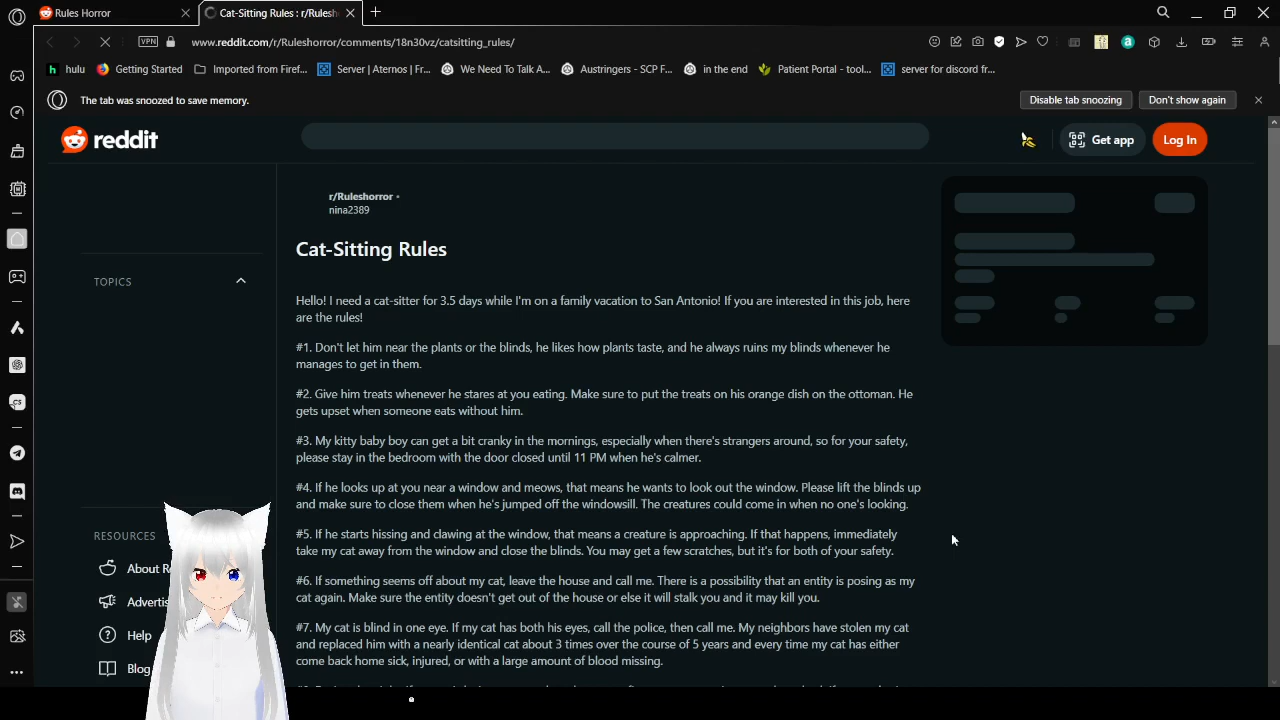 Rules Horror
Cat-Sitting Rules : r/Rulesh
VPN
www.reddit.com/r/Ruleshorror/comments/18n30vz/catsitting_rules/
hulu
Getting Started
Imported from Firef...
Server | Aternos | Fr...
We Need To Talk A...
Austringers - SCP F...
in the end
Patient Portal - tool...
server for discord fr...
The tab was snoozed to save memory.
Disable tab snoozing
Don't show again
reddit
Get app
Log In
r/Ruleshorror •
nina2389
Cat-Sitting Rules
TOPICS
Hello! I need a cat-sitter for 3.5 days while I'm on a family vacation to San Antonio! If you are interested in this job, here
are the rules!
#1. Don't let him near the plants or the blinds, he likes how plants taste, and he always ruins my blinds whenever he
manages to get in them.
#2. Give him treats whenever he stares at you eating. Make sure to put the treats on his orange dish on the ottoman. He
gets upset when someone eats without him.
#3. My kitty baby boy can get a bit cranky in the mornings, especially when there's strangers around, so for your safety,
please stay in the bedroom with the door closed until 11 PM when he's calmer.
#4. If he looks up at you near a window and meows, that means he wants to look out the window. Please lift the blinds up
and make sure to close them when he's jumped off the windowsill. The creatures could come in when no one's looking.
#5. If he starts hissing and clawing at the window, that means a creature is approaching. If that happens, immediately
take my cat away from the window and close the blinds. You may get a few scratches, but it's for both of your safety.
#6. If something seems off about my cat, leave the house and call me. There is a possibility that an entity is posing as my
cat again. Make sure the entity doesn't get out of the house or else it will stalk you and it may kill you.
#7. My cat is blind in one eye. If my cat has both his eyes, call the police, then call me. My neighbors have stolen my cat
and replaced him with a nearly identical cat about 3 times over the course of 5 years and every time my cat has either
come back home sick, injured, or with a large amount of blood missing.
RESOURCES
About Re
Advertis
Help
Blog